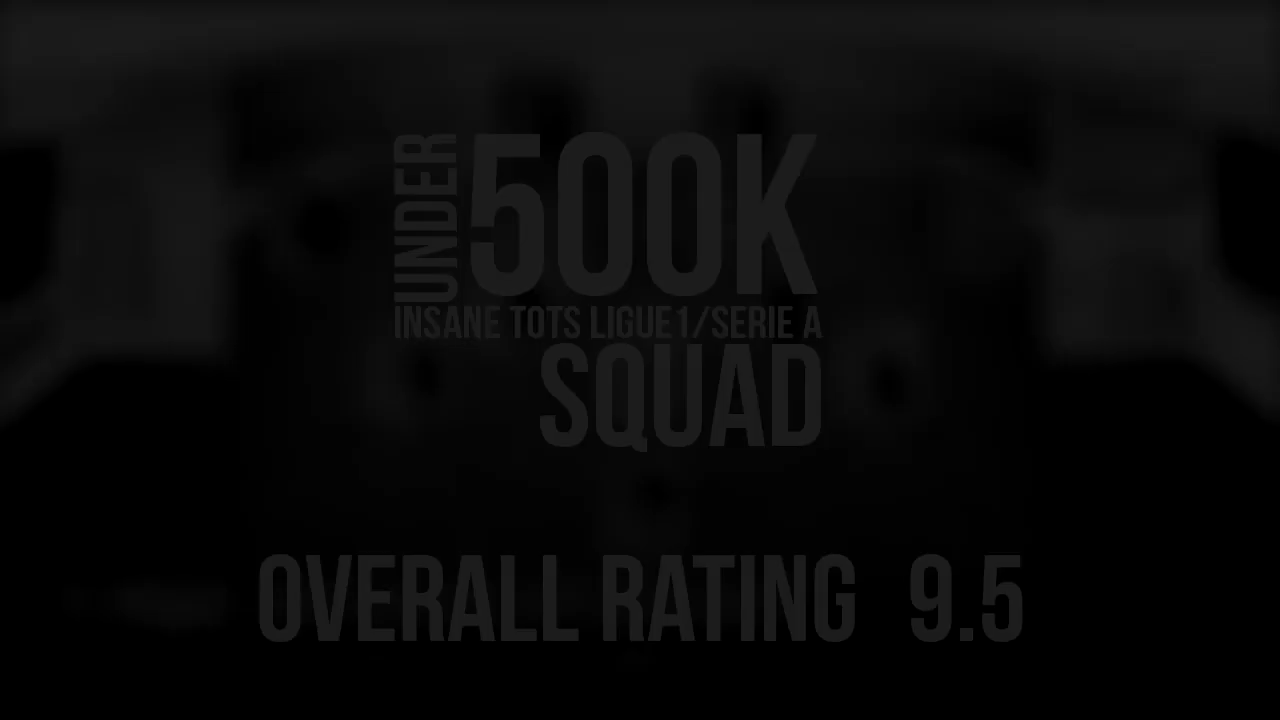 UNDER 500K
INSANE TOTS LIGUE1/SERIE A
SQUAD
OVERALL RATING 9.5